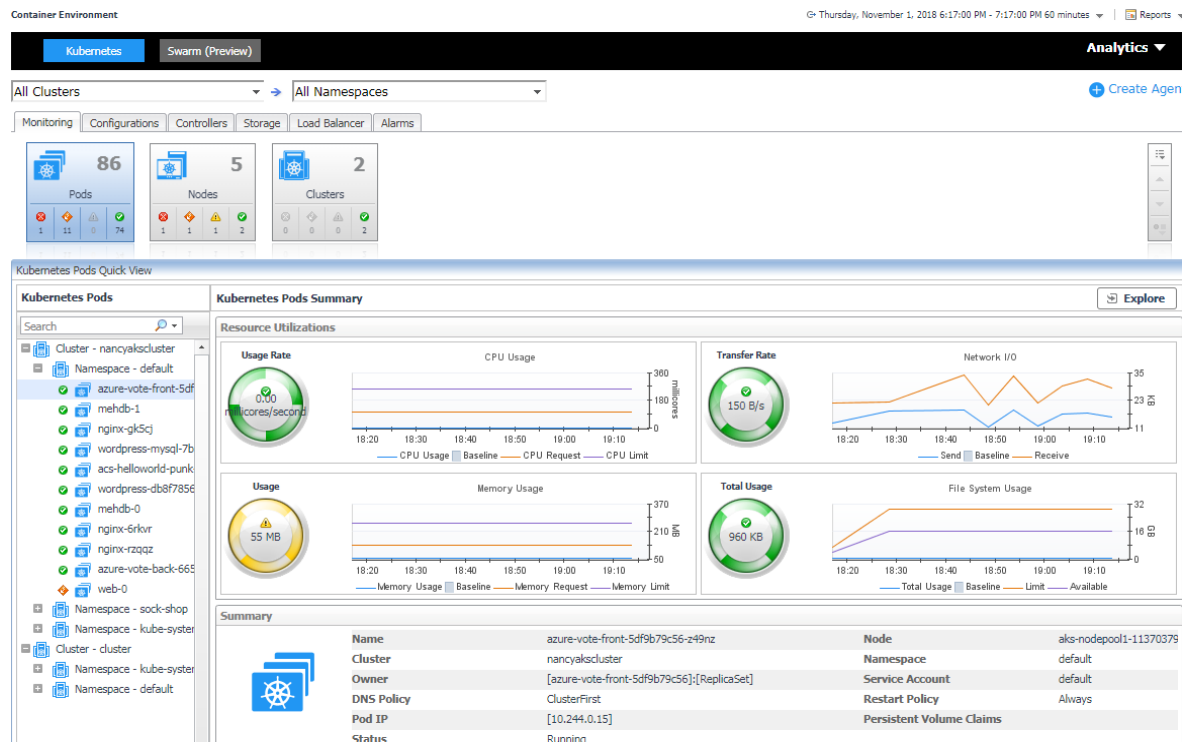 Container Environment
Thursday, November 1, 2018 6:17:00 PM - 7:17:00 PM 60 minutes
Reports
Kubernetes
Swarm (Preview)
Analytics
All Clusters
All Namespaces
Create Agen
Monitoring
Configurations
Controllers
Storage
Load Balancer
Alarms
86
Pods
1 11 0 74
5
Nodes
1 1 1 2
2
Clusters
0 0 0 2
Kubernetes Pods Quick View
Kubernetes Pods
Search
Cluster - nancyakscluster
Namespace - default
azure-vote-front-5df
mehdb-1
nginx-gk5cj
wordpress-mysql-7b
acs-helloworld-punk
wordpress-db8f7856
mehdb-0
nginx-6rkvr
nginx-rzqqz
azure-vote-back-665
web-0
Namespace - sock-shop
Namespace - kube-syster
Cluster - cluster
Namespace - kube-syster
Namespace - default
Kubernetes Pods Summary
Explore
Resource Utilizations
Usage Rate
0.00
millicores/second
CPU Usage
360
180
0
millicores
18:20 18:30 18:40 18:50 19:00 19:10
CPU Usage Baseline CPU Request CPU Limit
Transfer Rate
150 B/s
Network I/O
35
23
11
KB
18:20 18:30 18:40 18:50 19:00 19:10
Send Baseline Receive
Usage
55 MB
Memory Usage
370
210
50
MB
18:20 18:30 18:40 18:50 19:00 19:10
Memory Usage Baseline Memory Request Memory Limit
Total Usage
960 KB
File System Usage
32
16
0
GB
18:20 18:30 18:40 18:50 19:00 19:10
Total Usage Baseline Limit Available
Summary
Name azure-vote-front-5df9b79c56-z49nz Node aks-nodepool1-11370379
Cluster nancyakscluster Namespace default
Owner [azure-vote-front-5df9b79c56]:[ReplicaSet] Service Account default
DNS Policy ClusterFirst Restart Policy Always
Pod IP [10.244.0.15] Persistent Volume Claims
Status Running